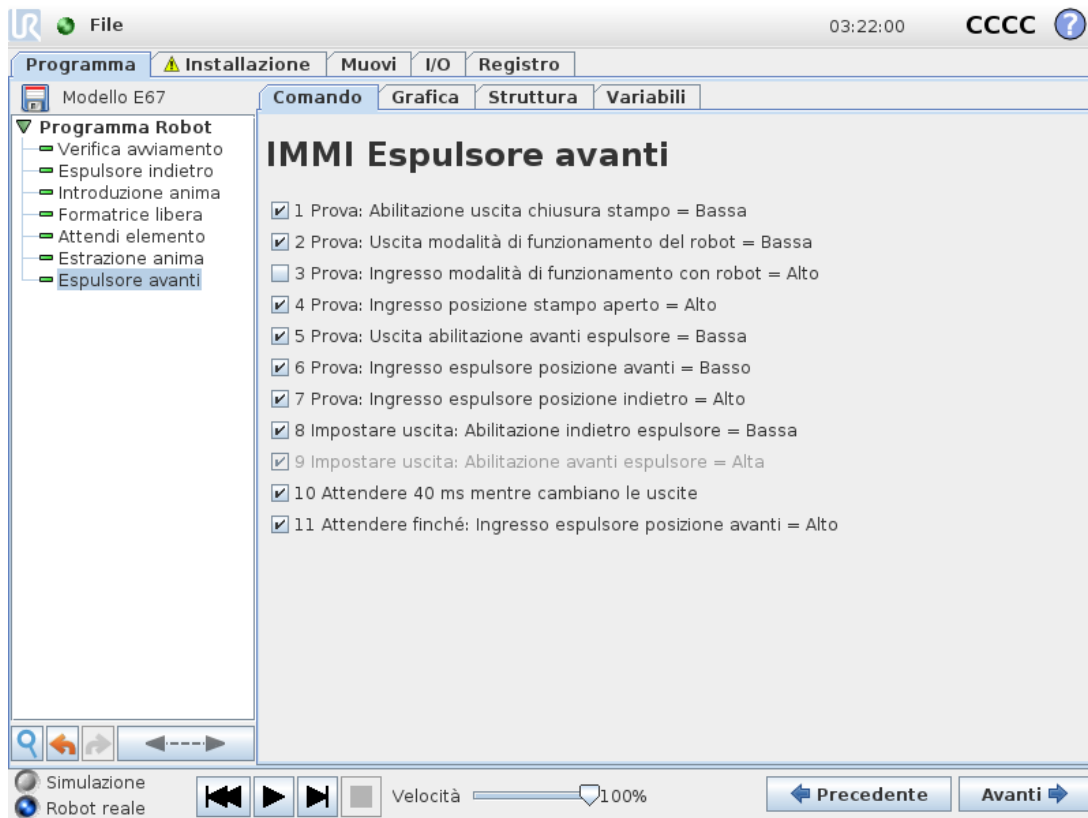 UR File 03:22:00 CCCC ?
Programma Installazione Muovi I/O Registro
Modello E67 Comando Grafica Struttura Variabili
Programma Robot
Verifica avviamento
Espulsore indietro
Introduzione anima
Formatrice libera
Attendi elemento
Estrazione anima
Espulsore avanti
IMMI Espulsore avanti
1 Prova: Abilitazione uscita chiusura stampo = Bassa
2 Prova: Uscita modalità di funzionamento del robot = Bassa
3 Prova: Ingresso modalità di funzionamento con robot = Alto
4 Prova: Ingresso posizione stampo aperto = Alto
5 Prova: Uscita abilitazione avanti espulsore = Bassa
6 Prova: Ingresso espulsore posizione avanti = Basso
7 Prova: Ingresso espulsore posizione indietro = Alto
8 Impostare uscita: Abilitazione indietro espulsore = Bassa
9 Impostare uscita: Abilitazione avanti espulsore = Alta
10 Attendere 40 ms mentre cambiano le uscite
11 Attendere finché: Ingresso espulsore posizione avanti = Alto
Simulazione
Robot reale
Velocità 100%
Precedente Avanti